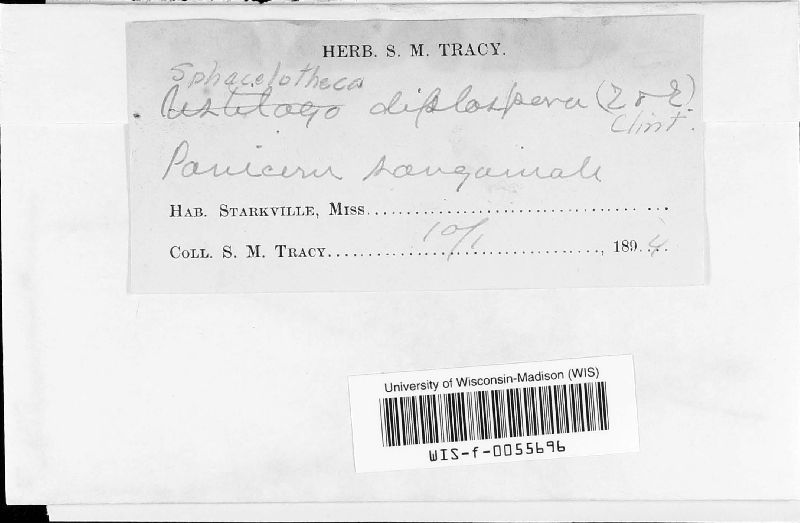 HERB. S. M. TRACY.
Sphacelotheca
Ustilago diplospora (E & E)
Clint.
Panicum sanguinale
HAB. STARKVILLE, MISS.
10/1
COLL. S. M. TRACY, 1894
University of Wisconsin-Madison (WIS)
WIS-f-0055696